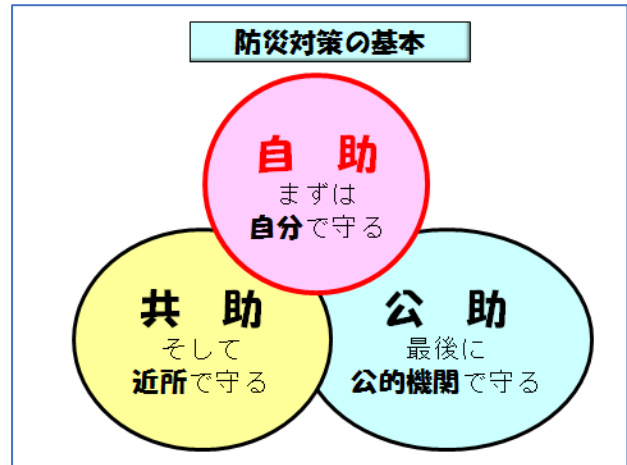 防災対策の基本
自　助
まずは
自分で守る
共　助
そして
近所で守る
公　助
最後に
公的機関で守る